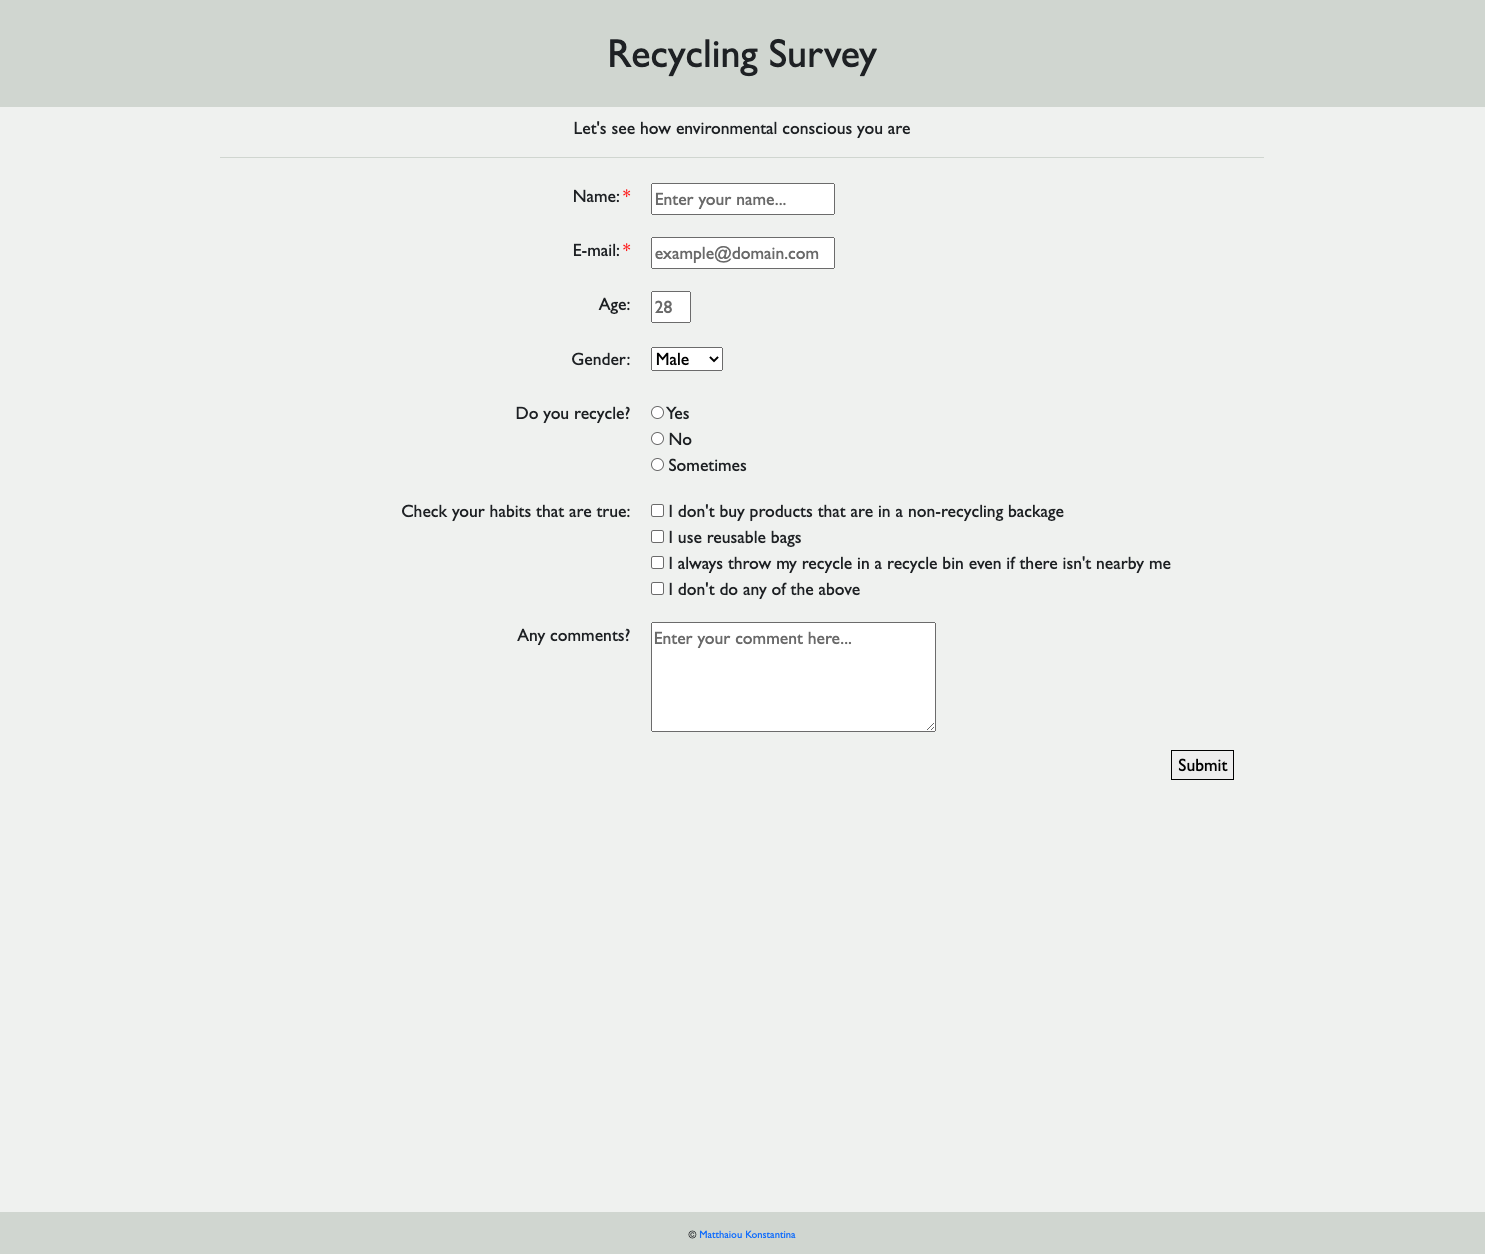 Recycling Survey
Let's see how environmental conscious you are
Name: * Enter your name...
E-mail: * example@domain.com
Age: 28
Gender: Male
Do you recycle? Yes
No
Sometimes
Check your habits that are true: I don't buy products that are in a non-recycling backage
I use reusable bags
I always throw my recycle in a recycle bin even if there isn't nearby me
I don't do any of the above
Any comments? Enter your comment here...
Submit
© Matthaiou Konstantina